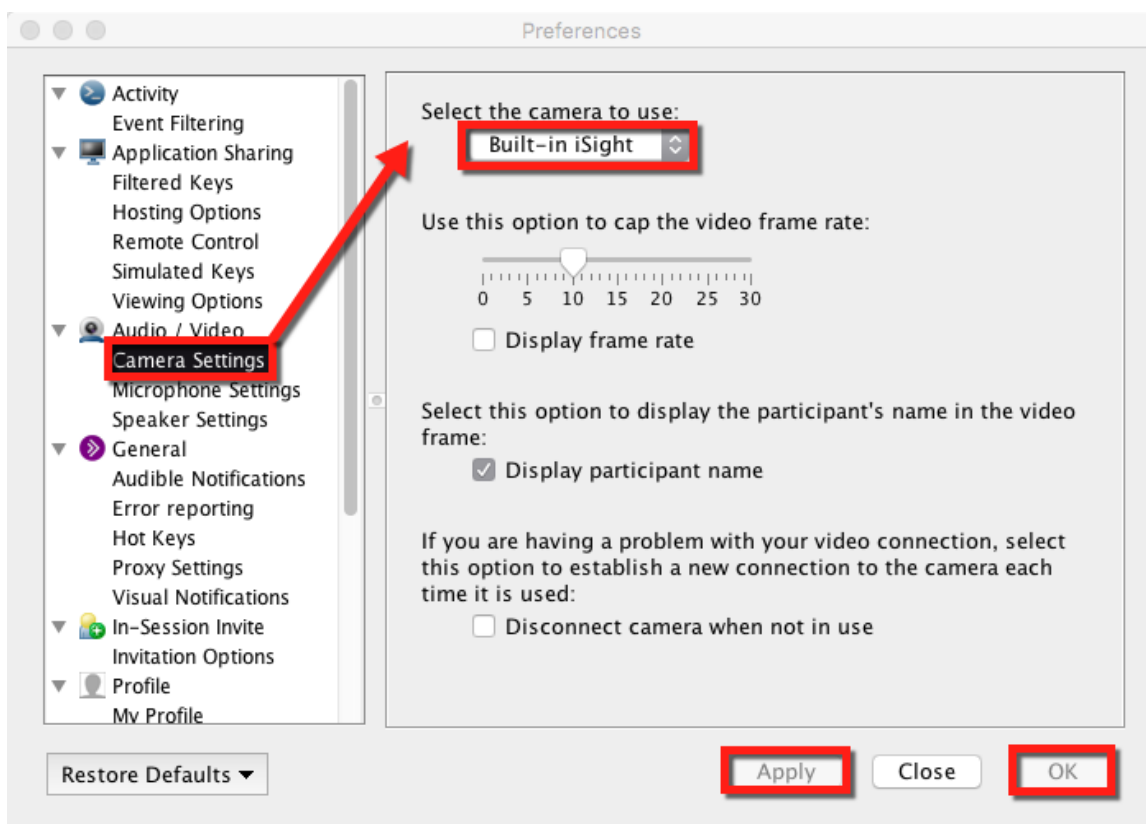 Preferences
Activity
Event Filtering
Application Sharing
Filtered Keys
Hosting Options
Remote Control
Simulated Keys
Viewing Options
Audio / Video
Camera Settings
Microphone Settings
Speaker Settings
General
Audible Notifications
Error reporting
Hot Keys
Proxy Settings
Visual Notifications
In-Session Invite
Invitation Options
Profile
My Profile
Select the camera to use:
Built-in iSight
Use this option to cap the video frame rate:
0 5 10 15 20 25 30
Display frame rate
Select this option to display the participant's name in the video
frame:
Display participant name
If you are having a problem with your video connection, select
this option to establish a new connection to the camera each
time it is used:
Disconnect camera when not in use
Restore Defaults
Apply
Close
OK